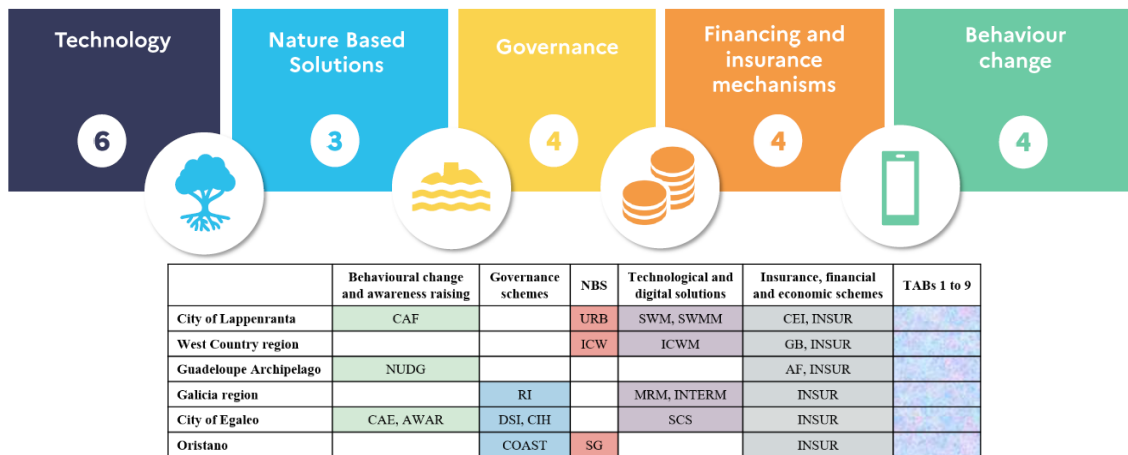 Technology
6
Nature Based
Solutions
3
Governance
4
Financing and
insurance
mechanisms
4
Behaviour
change
4
Behavioural change
and awareness raising
Governance
schemes
NBS
Technological and
digital solutions
Insurance, financial
and economic schemes
TABs 1 to 9
City of Lappenranta CAF URB SWM, SWMM CEI, INSUR
West Country region ICW ICWM GB, INSUR
Guadeloupe Archipelago NUDG AF, INSUR
Galicia region RI MRM, INTERM INSUR
City of Egaleo CAE, AWAR DSI, CIH SCS INSUR
Oristano COAST SG INSUR